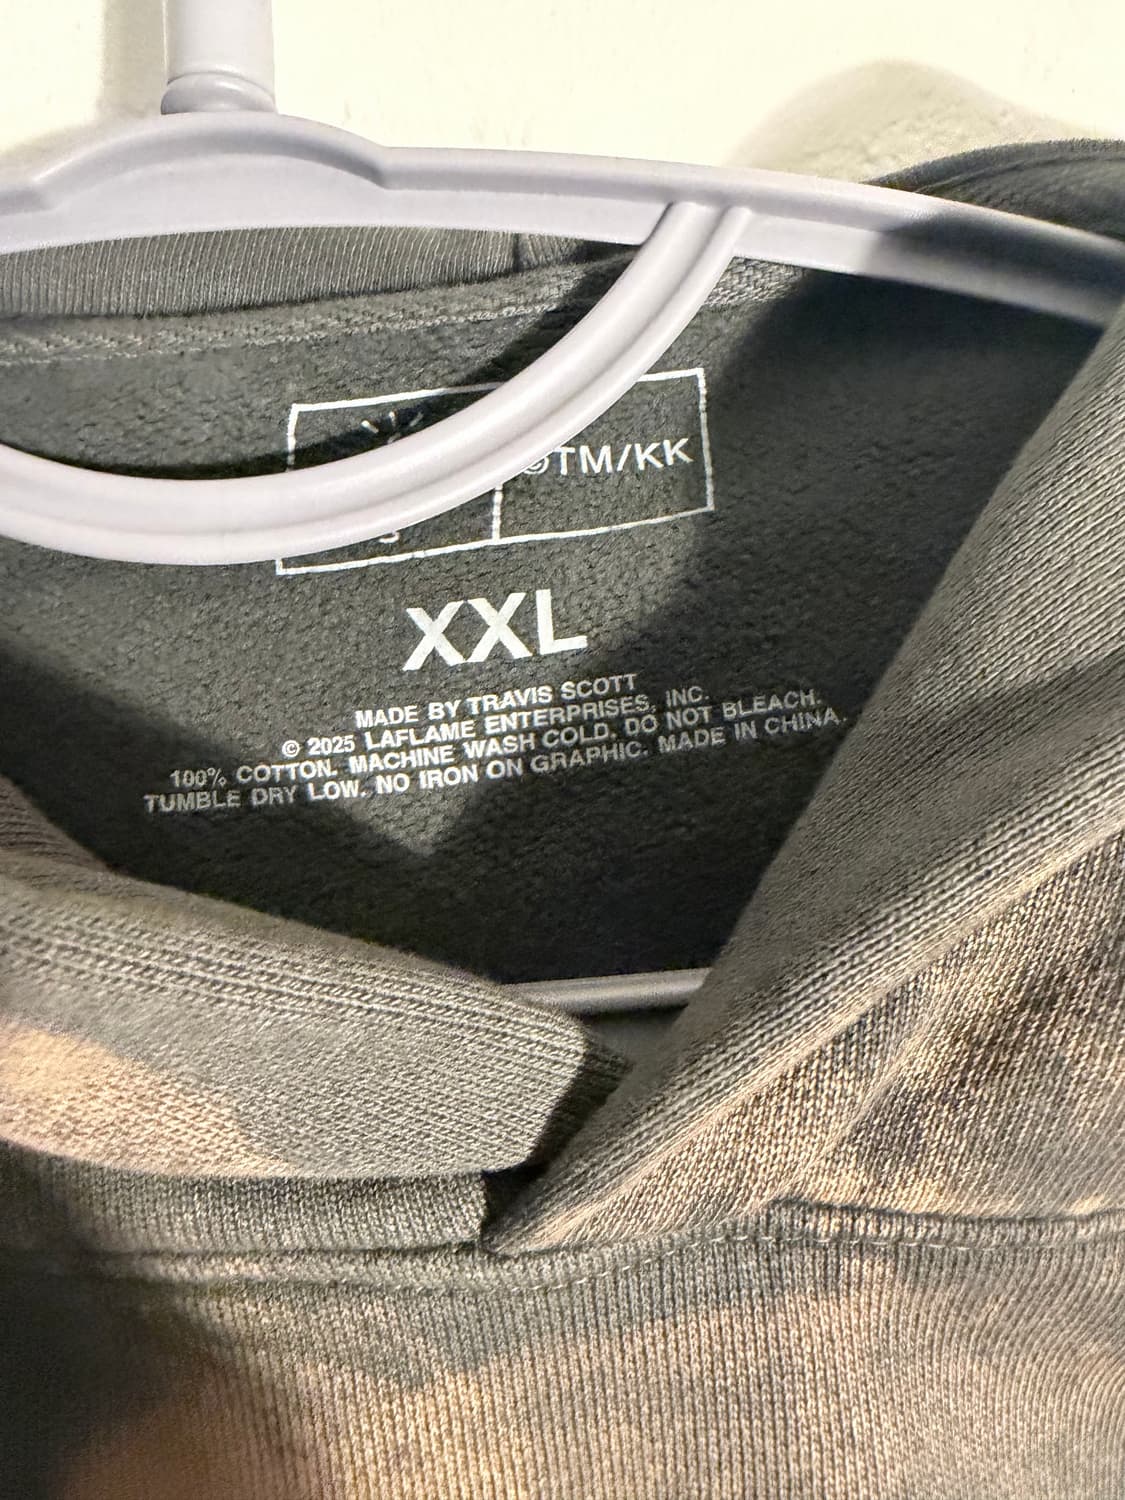 ©TM/KK
XXL
MADE BY TRAVIS SCOTT
© 2025 LAFLAME ENTERPRISES, INC.
100% COTTON. MACHINE WASH COLD. DO NOT BLEACH.
TUMBLE DRY LOW. NO IRON ON GRAPHIC. MADE IN CHINA.